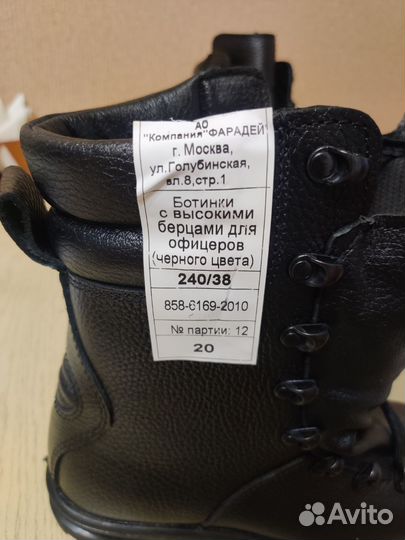 АО
"Компания"ФАРАДЕЙ"
г. Москва,
ул.Голубинская,
вл.8,стр.1
Ботинки
с высокими
берцами для
офицеров
(черного цвета)
240/38
858-6169-2010
№ партии: 12
20
Avito